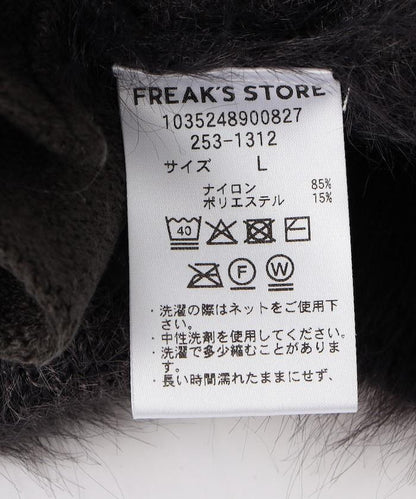 FREAK'S STORE
1035248900827
253-1312
サイズ L
ナイロン 85%
ポリエステル 15%
40
F W
・洗濯の際はネットをご使用下
さい。
・中性洗剤を使用してください。
・洗濯で多少縮むことがありま
す。
・長い時間濡れたままにせず、